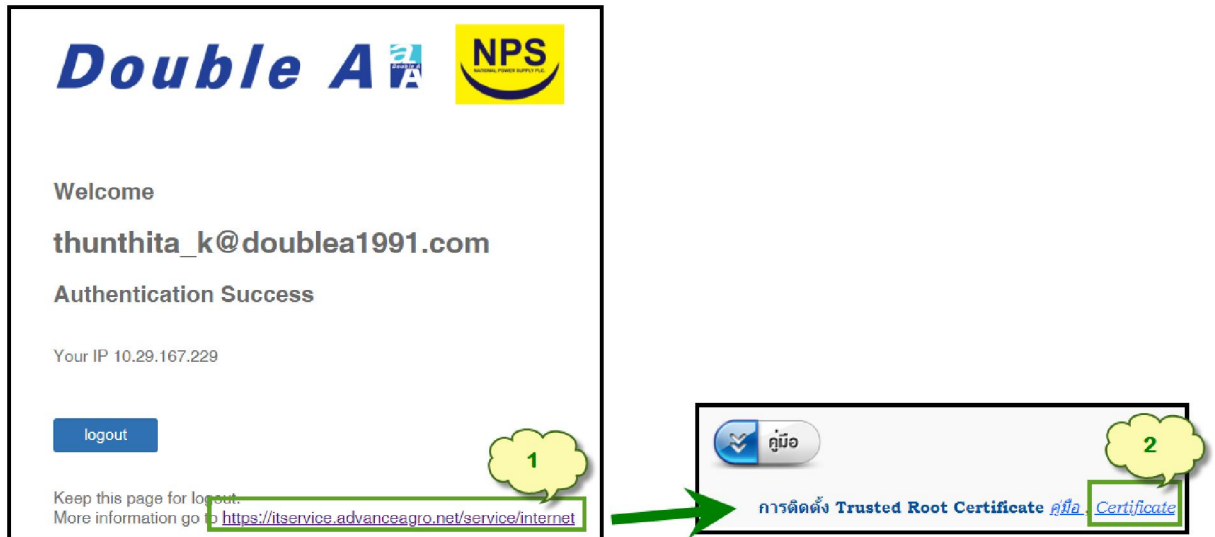 Double A
NPS
NATIONAL POWER SUPPLY PLC.
Welcome
thunthita_k@doublea1991.com
Authentication Success
Your IP 10.29.167.229
logout
1
Keep this page for logout.
More information go to https://itservice.advanceagro.net/service/internet
คู่มือ
2
การติดตั้ง Trusted Root Certificate คู่มือ , Certificate